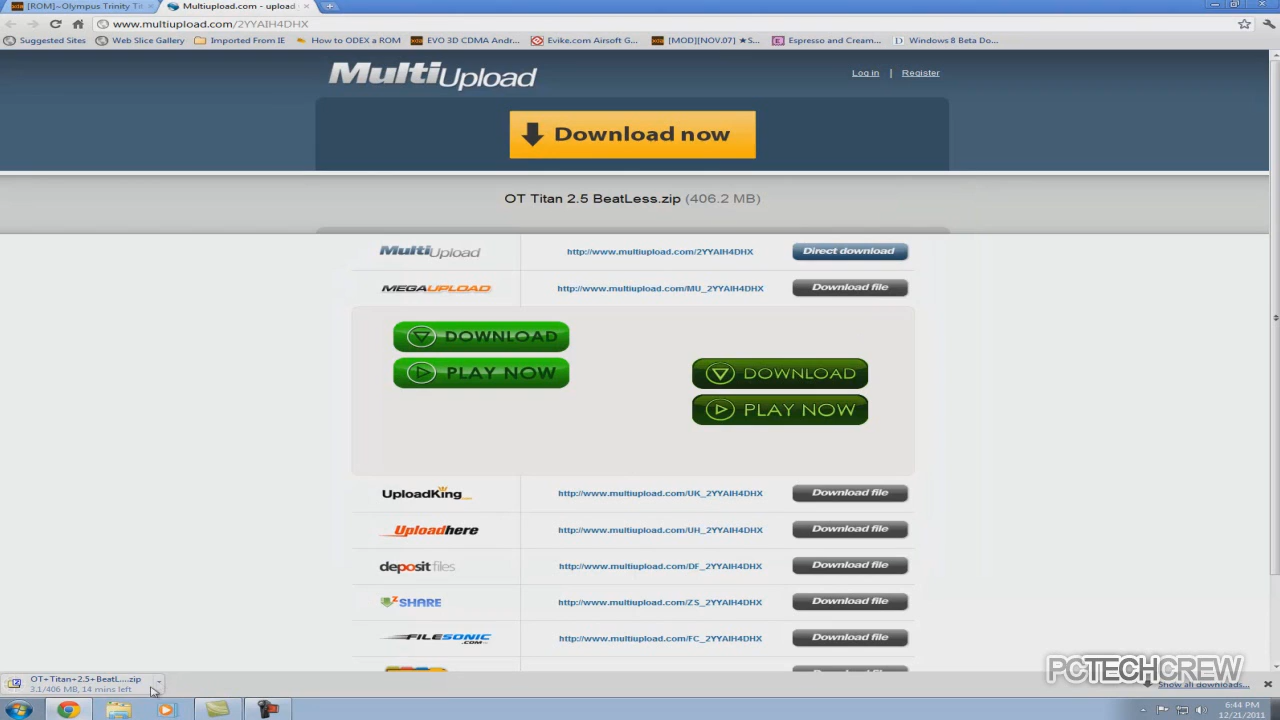 [ROM]~Olympus Trinity Tit
Multiupload.com - upload
www.multiupload.com/2YYAIH4DHX
Suggested Sites
Web Slice Gallery
Imported From IE
How to ODEX a ROM
EVO 3D CDMA Andr...
Evike.com Airsoft G...
[MOD][NOV.07] ★S...
Espresso and Cream...
Windows 8 Beta Do...
MultiUpload
Log in | Register
Download now
OT Titan 2.5 BeatLess.zip (406.2 MB)
MultiUpload http://www.multiupload.com/2YYAIH4DHX Direct download
MEGAUPLOAD http://www.multiupload.com/MU_2YYAIH4DHX Download file
DOWNLOAD
PLAY NOW
DOWNLOAD
PLAY NOW
UploadKing http://www.multiupload.com/UK_2YYAIH4DHX Download file
Uploadhere http://www.multiupload.com/UH_2YYAIH4DHX Download file
depositfiles http://www.multiupload.com/DF_2YYAIH4DHX Download file
ZSHARE http://www.multiupload.com/ZS_2YYAIH4DHX Download file
FILESONIC.COM http://www.multiupload.com/FC_2YYAIH4DHX Download file
PCTECHCREW
OT+Titan+2.5+BeatL....zip
3.1/406 MB, 14 mins left
Show all downloads...
6:44 PM
12/21/2011